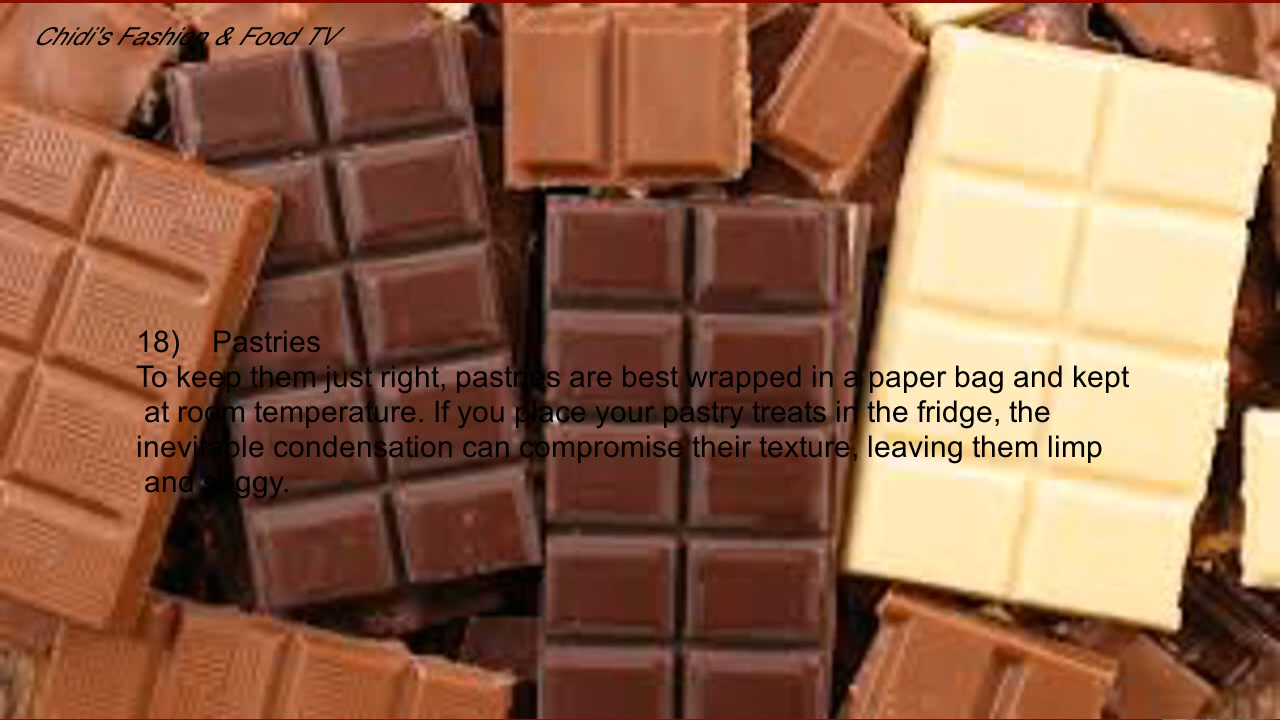 Chidi's Fashion & Food TV
18) Pastries
To keep them just right, pastries are best wrapped in a paper bag and kept
at room temperature. If you place your pastry treats in the fridge, the
inevitable condensation can compromise their texture, leaving them limp
and soggy.